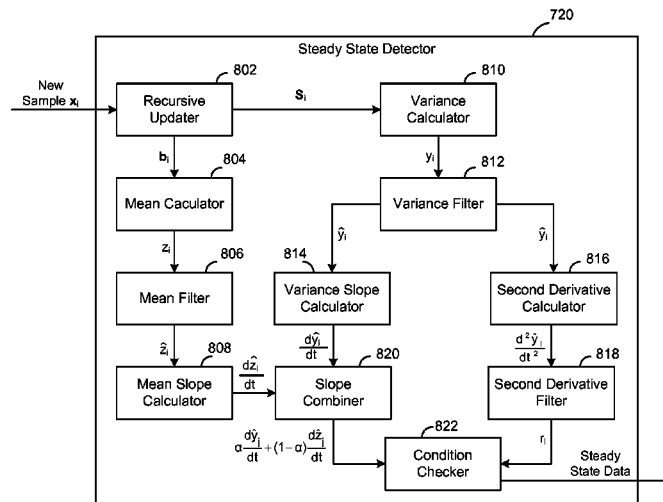 720
Steady State Detector
802
810
New
Sample xᵢ
Recursive
Updater
Sᵢ
Variance
Calculator
bᵢ
804
yᵢ
812
Mean Caculator
Variance Filter
zᵢ
806
ŷᵢ
814
ŷᵢ
816
Mean Filter
Variance Slope
Calculator
Second Derivative
Calculator
ẑᵢ
808
dẑᵢ
dt
dŷᵢ
dt
820
d²ŷᵢ
dt²
818
Mean Slope
Calculator
Slope
Combiner
Second Derivative
Filter
α dŷᵢ/dt + (1−α) dẑᵢ/dt
822
rᵢ
Condition
Checker
Steady
State Data